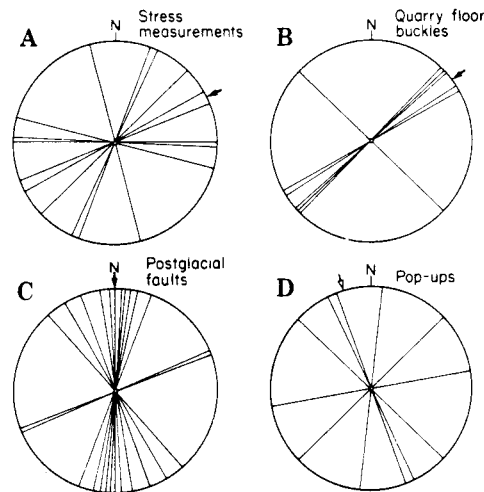 A
Stress
measurements
N
B
Quarry floor
buckles
N
C
Postglacial
faults
N
D
Pop-ups
N